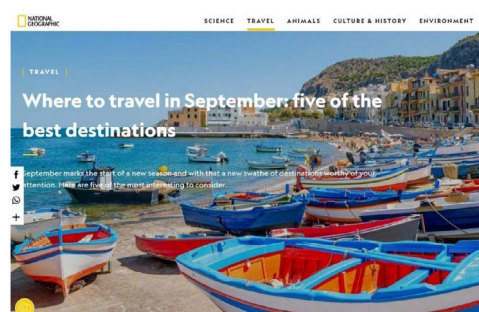 NATIONAL
GEOGRAPHIC
SCIENCE TRAVEL ANIMALS CULTURE & HISTORY ENVIRONMENT
TRAVEL
Where to travel in September: five of the
best destinations
September marks the start of a new season and with that a new swathe of destinations worthy of your
attention. Here are five of the most interesting to consider.